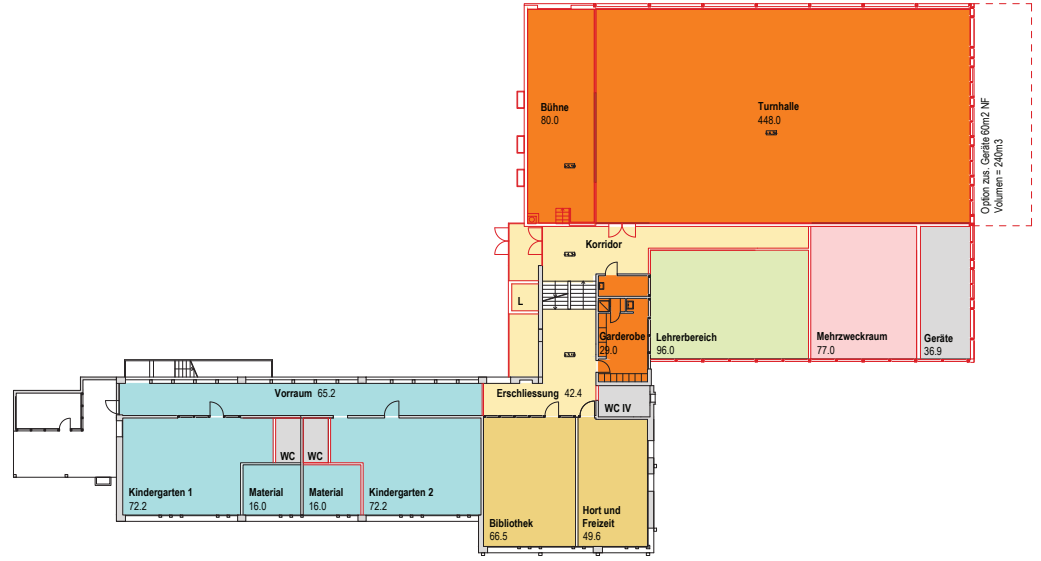 Bühne
80.0
Turnhalle
448.0
Option zus. Geräte 60m2 NF
Volumen = 240m3
Korridor
L
Garderobe
29.0
Lehrerbereich
96.0
Mehrzweckraum
77.0
Geräte
36.9
Vorraum 65.2
Erschliessung 42.4
WC IV
WC
WC
Kindergarten 1
72.2
Material
16.0
Material
16.0
Kindergarten 2
72.2
Bibliothek
66.5
Hort und
Freizeit
49.6